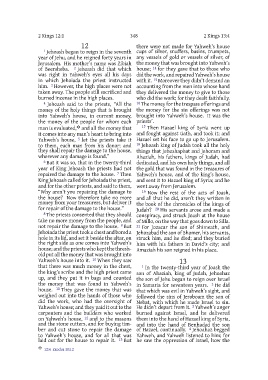 2 Kings 12:1
348
2 Kings 13:4
12
1 Jehoash began to reign in the seventh
year of Jehu, and he reigned forty years in
Jerusalem. His mother's name was Zibiah
of Beersheba. 2 Jehoash did that which
was right in Yahweh's eyes all his days
in which Jehoiada the priest instructed
him. 3 However, the high places were not
taken away. The people still sacrificed and
burned incense in the high places.
4 Jehoash said to the priests, "All the
money of the holy things that is brought
into Yahweh's house, in current money,
the money of the people for whom each
man is evaluated, and all the money that
it comes into any man's heart to bring into
Yahweh's house, 5 let the priests take it
to them, each man from his donor; and
they shall repair the damage to the house,
wherever any damage is found."
6 But it was so, that in the twenty-third
year of King Jehoash the priests had not
repaired the damage to the house. 7 Then
King Jehoash called for Jehoiada the priest,
and for the other priests, and said to them,
"Why aren't you repairing the damage to
the house? Now therefore take no more
money from your treasurers, but deliver it
for repair of the damage to the house."
8 The priests consented that they should
take no more money from the people, and
not repair the damage to the house. 9 But
Jehoiada the priest took a chest and bored a
hole in its lid, and set it beside the altar, on
the right side as one comes into Yahweh's
house; and the priests who kept the thresh-
old put all the money that was brought into
Yahweh's house into it. 10 When they saw
that there was much money in the chest,
the king's scribe and the high priest came
up, and they put it in bags and counted
the money that was found in Yahweh's
house. 11 They gave the money that was
weighed out into the hands of those who
did the work, who had the oversight of
Yahweh's house; and they paid it out to the
carpenters and the builders who worked
on Yahweh's house, 12 and to the masons
and the stone cutters, and for buying tim-
ber and cut stone to repair the damage
to Yahweh's house, and for all that was
laid out for the house to repair it. 13 But
there were not made for Yahweh's house
cups of silver, snuffers, basins, trumpets,
any vessels of gold or vessels of silver, of
the money that was brought into Yahweh's
house; 14 for they gave that to those who
did the work, and repaired Yahweh's house
with it. 15 Moreover they didn't demand an
accounting from the men into whose hand
they delivered the money to give to those
who did the work; for they dealt faithfully.
16 The money for the trespass offerings and
the money for the sin offerings was not
brought into Yahweh's house. It was the
priests'.
17 Then Hazael king of Syria went up
and fought against Gath, and took it; and
Hazael set his face to go up to Jerusalem.
18 Jehoash king of Judah took all the holy
things that Jehoshaphat and Jehoram and
Ahaziah, his fathers, kings of Judah, had
dedicated, and his own holy things, and all
the gold that was found in the treasures of
Yahweh's house, and of the king's house,
and sent it to Hazael king of Syria; and he
went away from Jerusalem.
19 Now the rest of the acts of Joash,
and all that he did, aren't they written in
the book of the chronicles of the kings of
Judah? 20 His servants arose and made a
conspiracy, and struck Joash at the house
of Millo, on the way that goes down to Silla.
21 For Jozacar the son of Shimeath, and
Jehozabad the son of Shomer, his servants,
struck him, and he died; and they buried
him with his fathers in David's city; and
Amaziah his son reigned in his place.
13
1 In the twenty-third year of Joash the
son of Ahaziah, king of Judah, Jehoahaz
the son of Jehu began to reign over Israel
in Samaria for seventeen years. 2 He did
that which was evil in Yahweh's sight, and
followed the sins of Jeroboam the son of
Nebat, with which he made Israel to sin.
He didn't depart from it. 3 Yahweh's anger
burned against Israel, and he delivered
them into the hand of Hazael king of Syria,
and into the hand of Benhadad the son
of Hazael, continually. 4 Jehoahaz begged
Yahweh, and Yahweh listened to him; for
he saw the oppression of Israel, how the